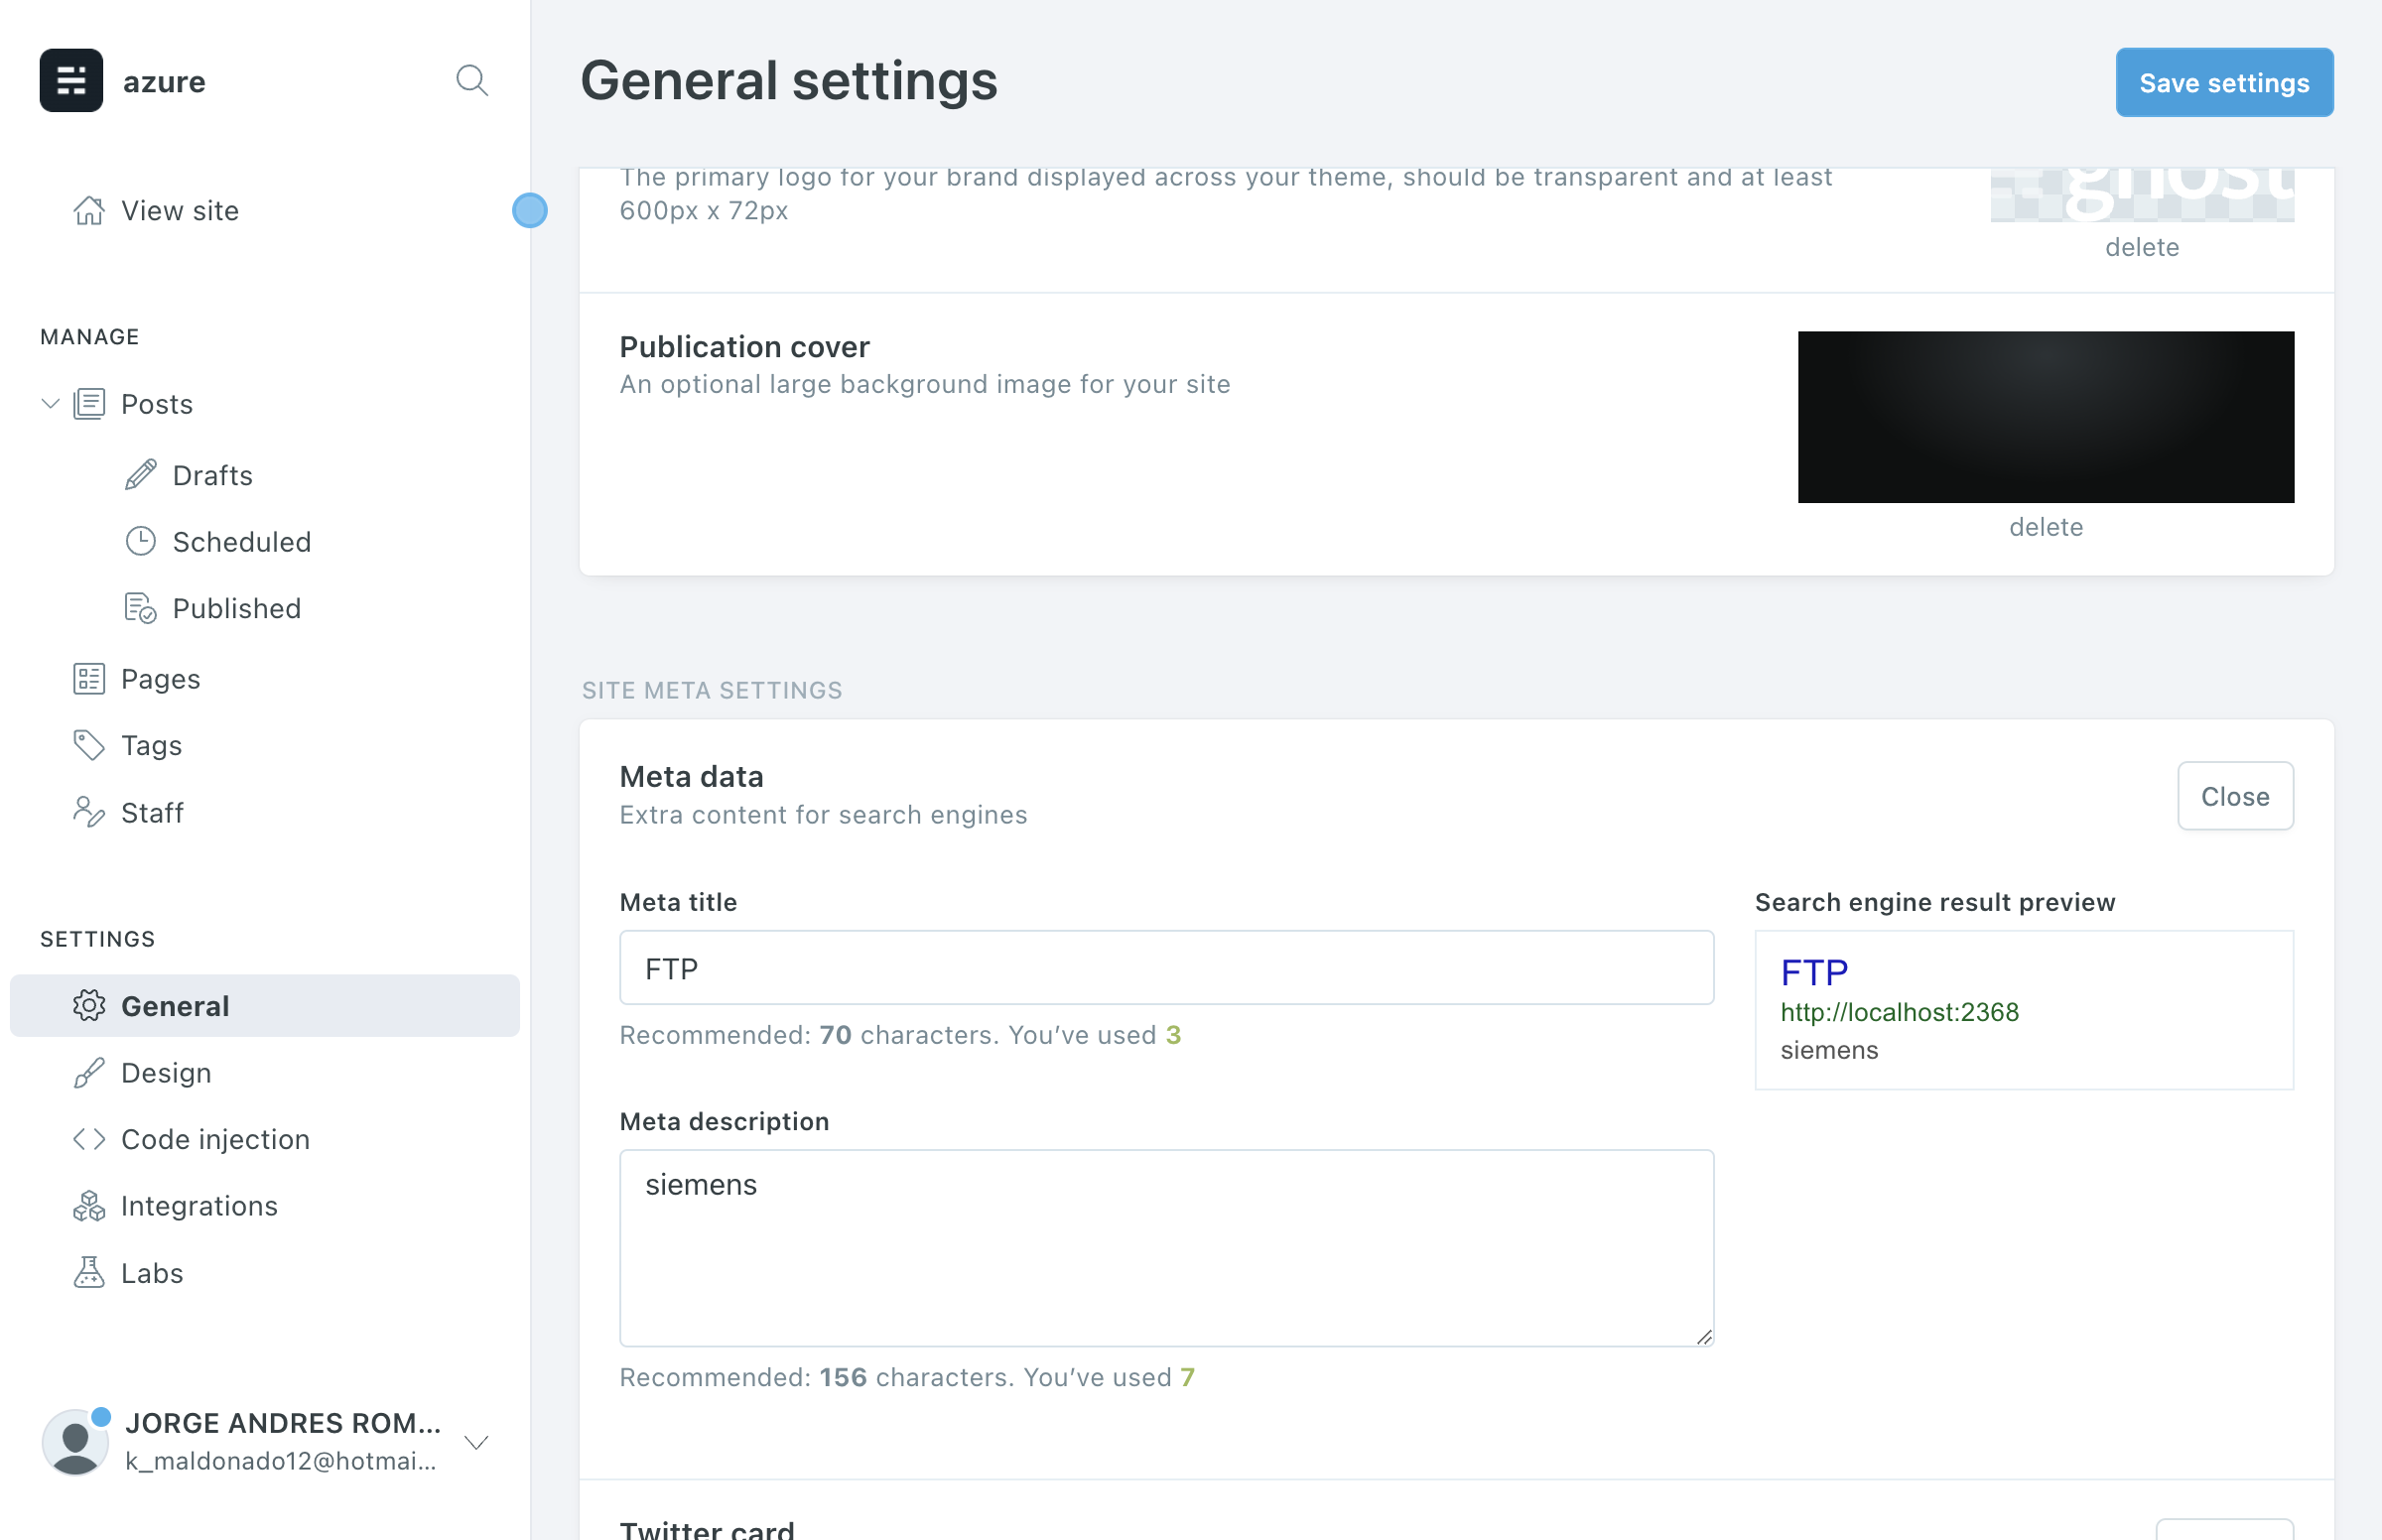 azure
View site
MANAGE
Posts
Drafts
Scheduled
Published
Pages
Tags
Staff
SETTINGS
General
Design
Code injection
Integrations
Labs
JORGE ANDRES ROM...
k_maldonado12@hotmai...
General settings
Save settings
The primary logo for your brand displayed across your theme, should be transparent and at least
600px x 72px
ghost
delete
Publication cover
An optional large background image for your site
delete
SITE META SETTINGS
Meta data
Extra content for search engines
Close
Meta title
FTP
Recommended: 70 characters. You’ve used 3
Meta description
siemens
Recommended: 156 characters. You’ve used 7
Search engine result preview
FTP
http://localhost:2368
siemens
Twitter card